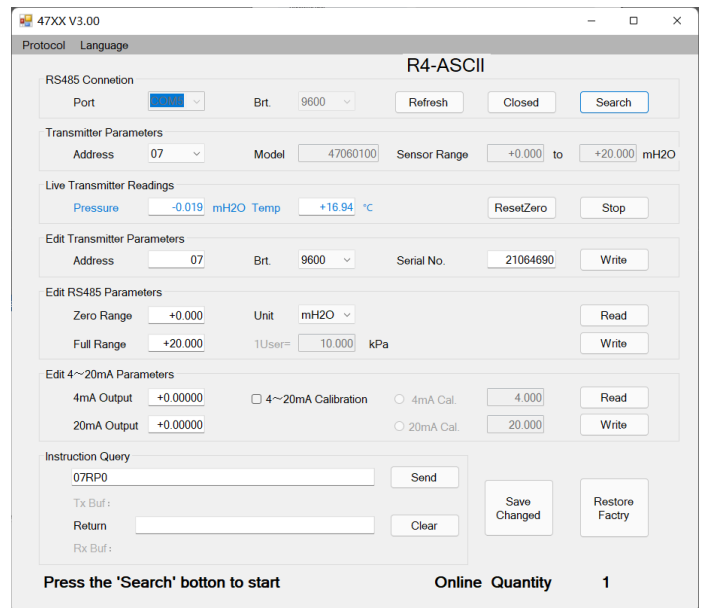 47XX V3.00
Protocol Language
R4-ASCII
RS485 Connetion
Port Brt. 9600 Refresh Closed Search
Transmitter Parameters
Address 07 Model 47060100 Sensor Range +0.000 to +20.000 mH2O
Live Transmitter Readings
Pressure -0.019 mH2O Temp +16.94 °C ResetZero Stop
Edit Transmitter Parameters
Address 07 Brt. 9600 Serial No. 21064690 Write
Edit RS485 Parameters
Zero Range +0.000 Unit mH2O Read
Full Range +20.000 1User= 10.000 kPa Write
Edit 4～20mA Parameters
4mA Output +0.00000 4～20mA Calibration 4mA Cal. 4.000 Read
20mA Output +0.00000 20mA Cal. 20.000 Write
Instruction Query
07RP0 Send
Tx Buf:
Return Clear
Rx Buf:
Save Changed
Restore Factry
Press the 'Search' botton to start Online Quantity 1